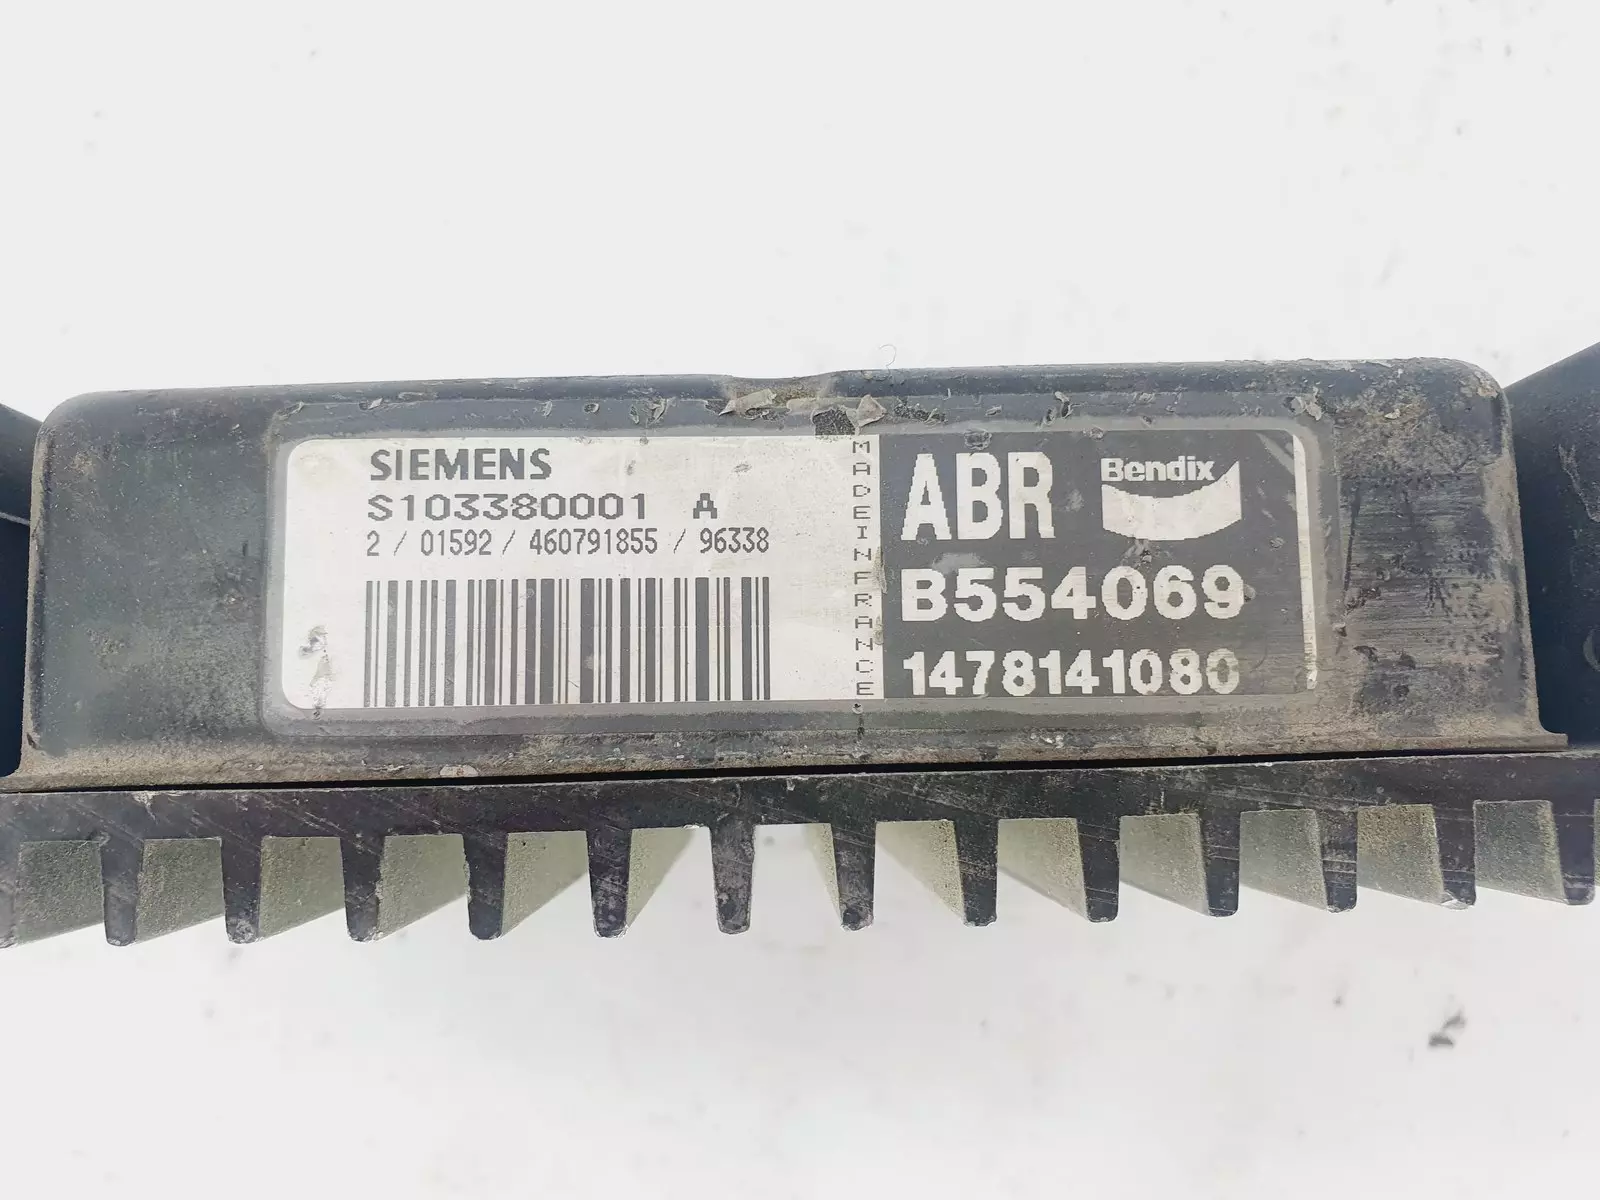 SIEMENS
S103380001 A
2 / 01592 / 460791855 / 96338
MADE IN FRANCE
ABR
Bendix
B554069
1478141080